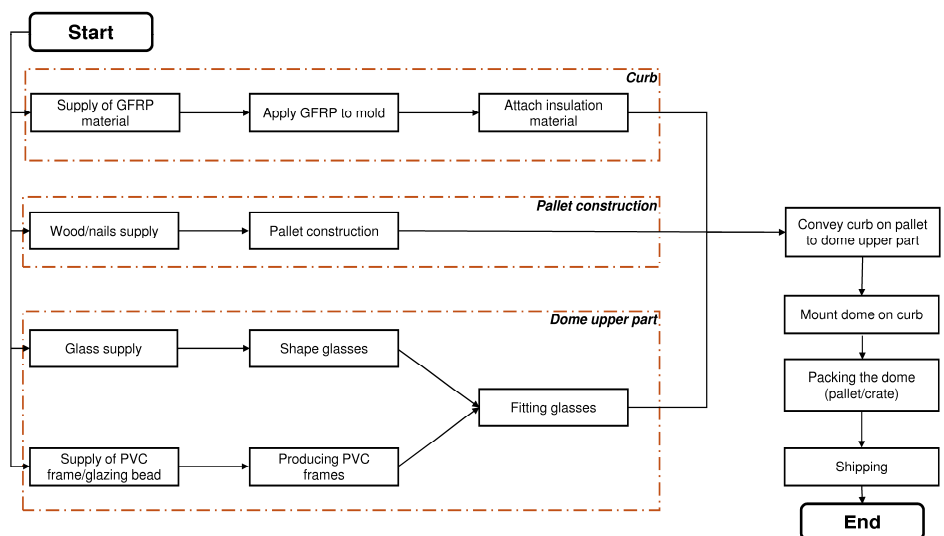 Start
Curb
Supply of GFRP
material
Apply GFRP to mold
Attach insulation
material
Pallet construction
Wood/nails supply
Pallet construction
Convey curb on pallet
to dome upper part
Mount dome on curb
Packing the dome
(pallet/crate)
Shipping
End
Dome upper part
Glass supply
Shape glasses
Fitting glasses
Supply of PVC
frame/glazing bead
Producing PVC
frames